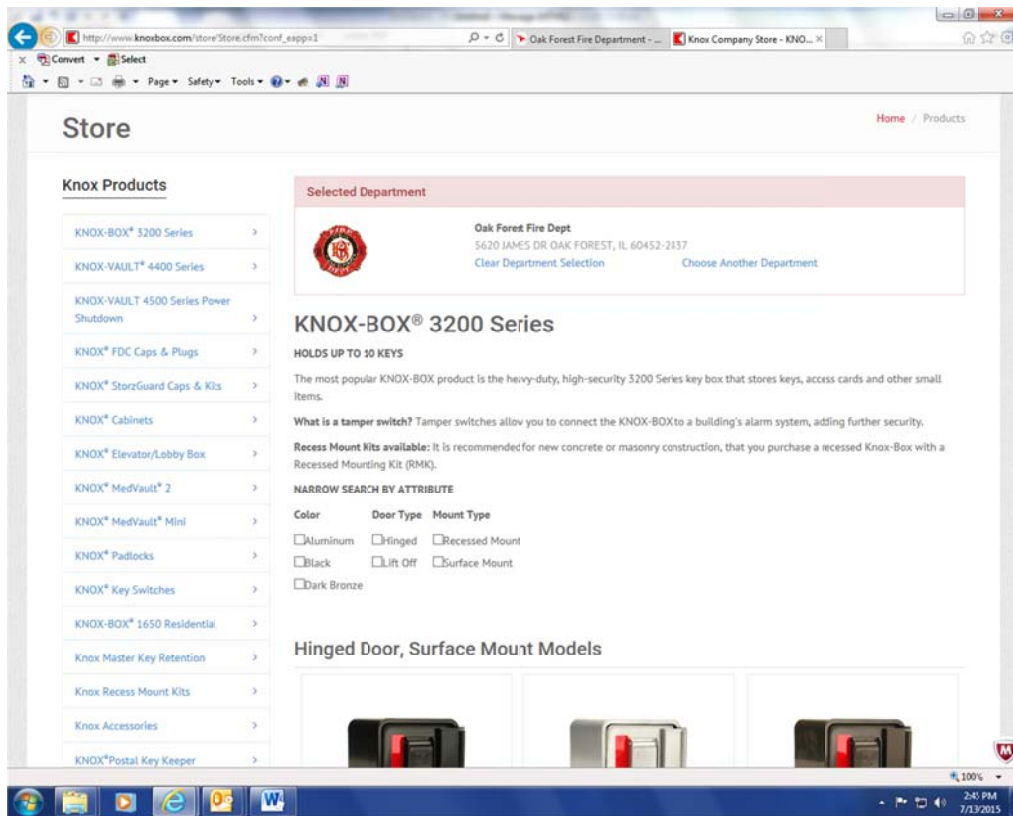 http://www.knoxbox.com/store/Store.cfm?conf_eapp=1
Oak Forest Fire Department - ...
Knox Company Store - KNO...
Convert
Select
Page
Safety
Tools
Store
Home / Products
Knox Products
KNOX-BOX® 3200 Series
KNOX-VAULT® 4400 Series
KNOX-VAULT 4500 Series Power
Shutdown
KNOX® FDC Caps & Plugs
KNOX® StorzGuard Caps & Kits
KNOX® Cabinets
KNOX® Elevator/Lobby Box
KNOX® MedVault® 2
KNOX® MedVault® Mini
KNOX® Padlocks
KNOX® Key Switches
KNOX-BOX® 1650 Residential
Knox Master Key Retention
Knox Recess Mount Kits
Knox Accessories
KNOX®Postal Key Keeper
Selected Department
FIRE
DEPT
Oak Forest Fire Dept
5620 JAMES DR OAK FOREST, IL 60452-2137
Clear Department Selection
Choose Another Department
KNOX-BOX® 3200 Series
HOLDS UP TO 10 KEYS
The most popular KNOX-BOX product is the heavy-duty, high-security 3200 Series key box that stores keys, access cards and other small
items.
What is a tamper switch? Tamper switches allow you to connect the KNOX-BOX to a building's alarm system, adding further security.
Recess Mount Kits available: It is recommended for new concrete or masonry construction, that you purchase a recessed Knox-Box with a
Recessed Mounting Kit (RMK).
NARROW SEARCH BY ATTRIBUTE
Color Door Type Mount Type
Aluminum Hinged Recessed Mount
Black Lift Off Surface Mount
Dark Bronze
Hinged Door, Surface Mount Models
100%
2:45 PM
7/13/2015